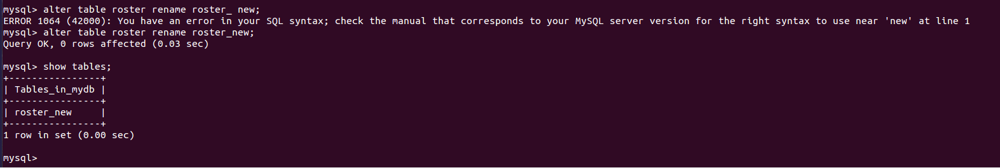 mysql> alter table roster rename roster_ new;
ERROR 1064 (42000): You have an error in your SQL syntax; check the manual that corresponds to your MySQL server version for the right syntax to use near 'new' at line 1
mysql> alter table roster rename roster_new;
Query OK, 0 rows affected (0.03 sec)

mysql> show tables;
+----------------+
| Tables_in_mydb |
+----------------+
| roster_new     |
+----------------+
1 row in set (0.00 sec)

mysql>